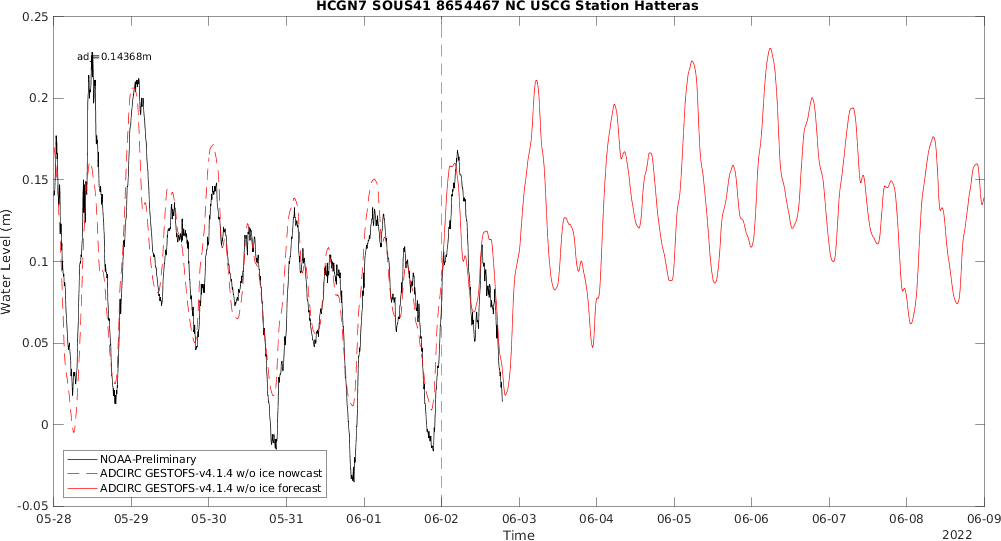 HCGN7 SOUS41 8654467 NC USCG Station Hatteras
0.25
0.2
0.15
0.1
0.05
0
-0.05
Water Level (m)
adj=0.14368m
NOAA-Preliminary
ADCIRC GESTOFS-v4.1.4 w/o ice nowcast
ADCIRC GESTOFS-v4.1.4 w/o ice forecast
05-28 05-29 05-30 05-31 06-01 06-02 06-03 06-04 06-05 06-06 06-07 06-08 06-09
Time
2022